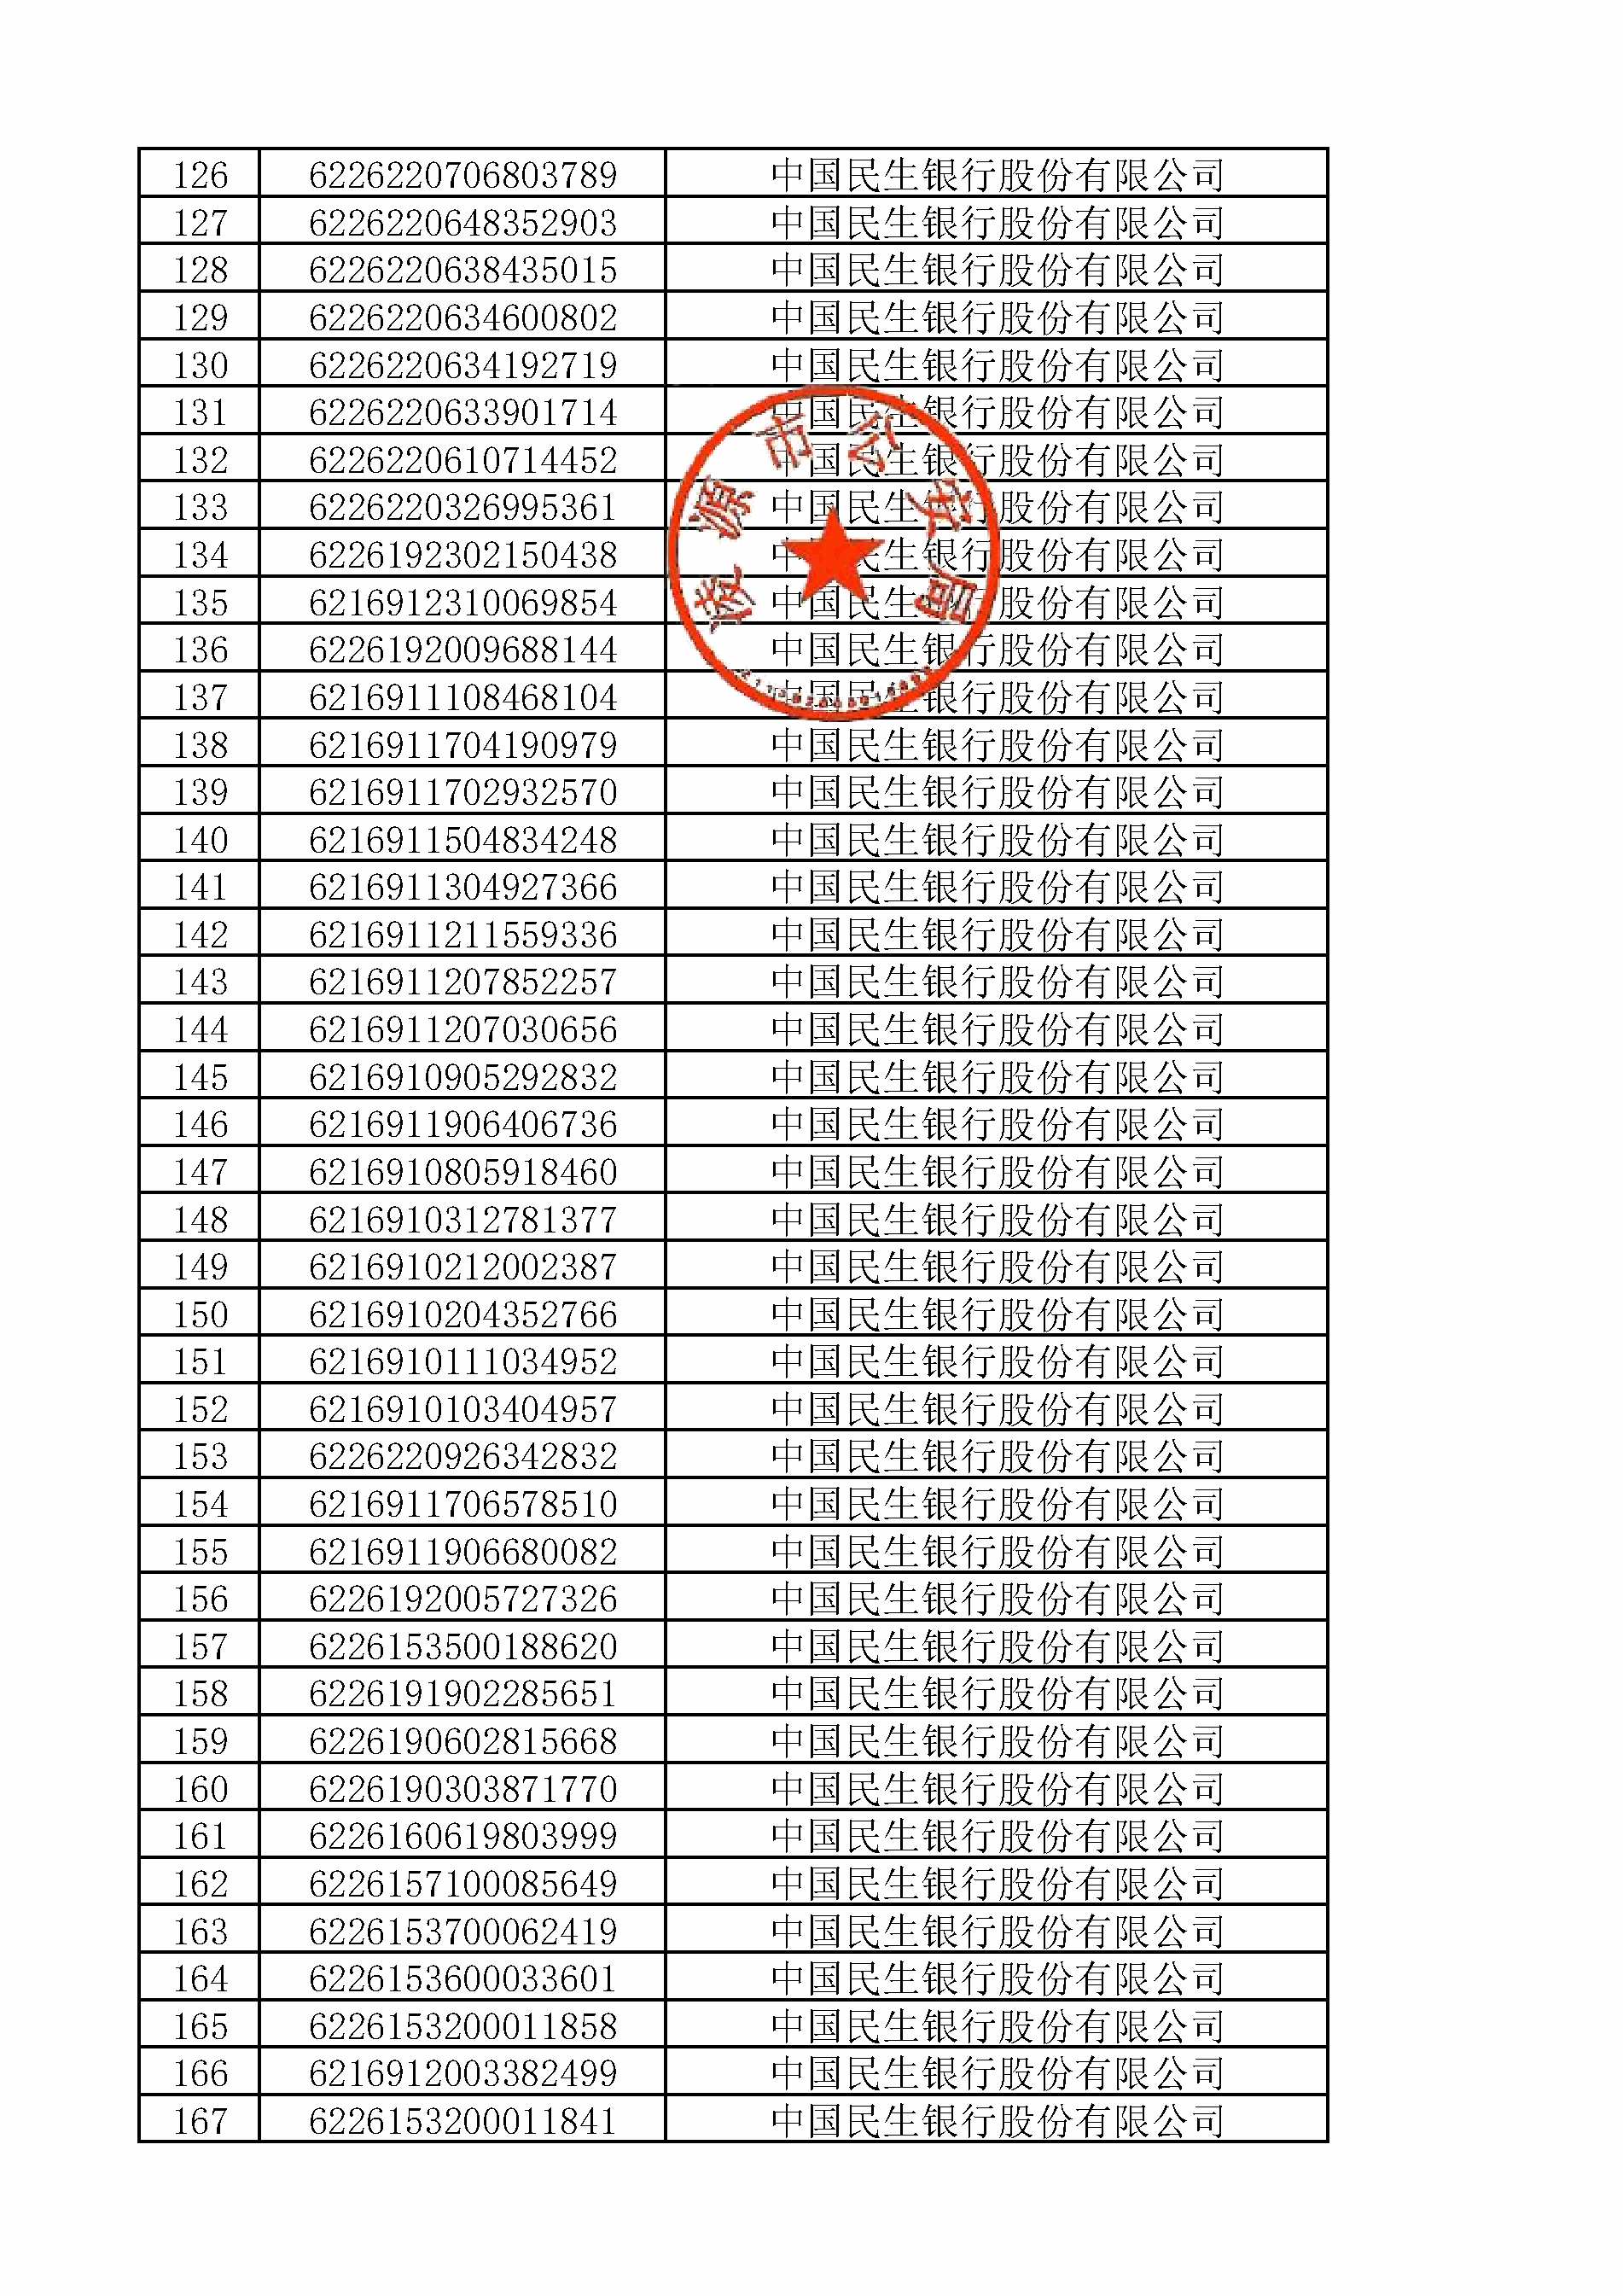 126 6226220706803789 中国民生银行股份有限公司
127 6226220648352903 中国民生银行股份有限公司
128 6226220638435015 中国民生银行股份有限公司
129 6226220634600802 中国民生银行股份有限公司
130 6226220634192719 中国民生银行股份有限公司
131 6226220633901714 中国民生银行股份有限公司
132 6226220610714452 中国民生银行股份有限公司
133 6226220326995361 中国民生银行股份有限公司
134 6226192302150438 中国民生银行股份有限公司
135 6216912310069854 中国民生银行股份有限公司
136 6226192009688144 中国民生银行股份有限公司
137 6216911108468104 中国民生银行股份有限公司
凌源市公安局
138 6216911704190979 中国民生银行股份有限公司
139 6216911702932570 中国民生银行股份有限公司
140 6216911504834248 中国民生银行股份有限公司
141 6216911304927366 中国民生银行股份有限公司
142 6216911211559336 中国民生银行股份有限公司
143 6216911207852257 中国民生银行股份有限公司
144 6216911207030656 中国民生银行股份有限公司
145 6216910905292832 中国民生银行股份有限公司
146 6216911906406736 中国民生银行股份有限公司
147 6216910805918460 中国民生银行股份有限公司
148 6216910312781377 中国民生银行股份有限公司
149 6216910212002387 中国民生银行股份有限公司
150 6216910204352766 中国民生银行股份有限公司
151 6216910111034952 中国民生银行股份有限公司
152 6216910103404957 中国民生银行股份有限公司
153 6226220926342832 中国民生银行股份有限公司
154 6216911706578510 中国民生银行股份有限公司
155 6216911906680082 中国民生银行股份有限公司
156 6226192005727326 中国民生银行股份有限公司
157 6226153500188620 中国民生银行股份有限公司
158 6226191902285651 中国民生银行股份有限公司
159 6226190602815668 中国民生银行股份有限公司
160 6226190303871770 中国民生银行股份有限公司
161 6226160619803999 中国民生银行股份有限公司
162 6226157100085649 中国民生银行股份有限公司
163 6226153700062419 中国民生银行股份有限公司
164 6226153600033601 中国民生银行股份有限公司
165 6226153200011858 中国民生银行股份有限公司
166 6216912003382499 中国民生银行股份有限公司
167 6226153200011841 中国民生银行股份有限公司